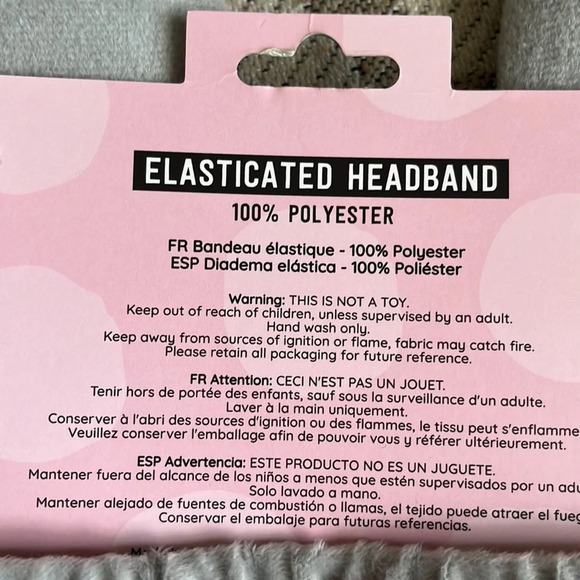 ELASTICATED HEADBAND
100% POLYESTER
FR Bandeau élastique - 100% Polyester
ESP Diadema elástica - 100% Poliéster
Warning: THIS IS NOT A TOY.
Keep out of reach of children, unless supervised by an adult.
Hand wash only.
Keep away from sources of ignition or flame, fabric may catch fire.
Please retain all packaging for future reference.
FR Attention: CECI N'EST PAS UN JOUET.
Tenir hors de portée des enfants, sauf sous la surveillance d'un adulte.
Laver à la main uniquement.
Conserver à l'abri des sources d'ignition ou des flammes, le tissu peut s'enflamme
Veuillez conserver l'emballage afin de pouvoir vous y référer ultérieurement.
ESP Advertencia: ESTE PRODUCTO NO ES UN JUGUETE.
Mantener fuera del alcance de los niños a menos que estén supervisados por un adu
Solo lavado a mano.
Mantener alejado de fuentes de combustión o llamas, el tejido puede atraer el fueg
Conservar el embalaje para futuras referencias.